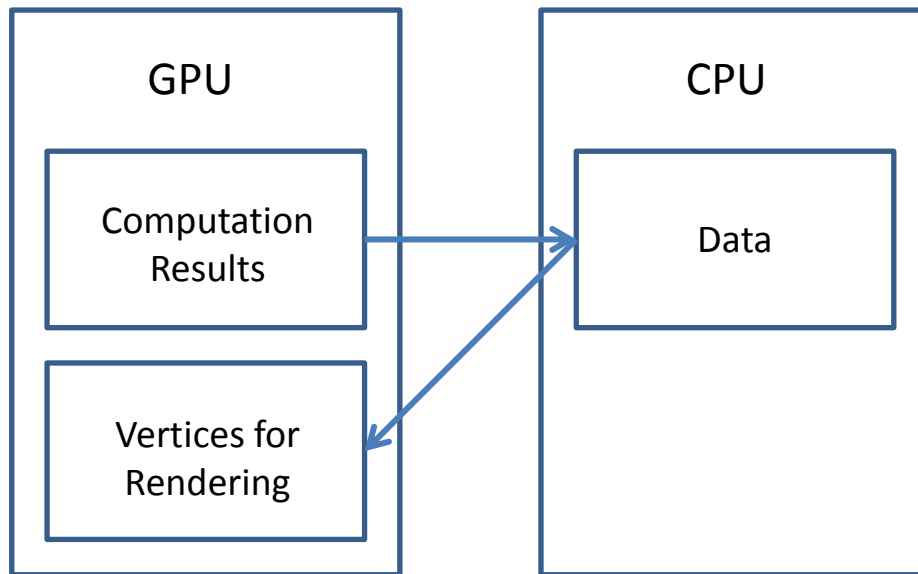 GPU
CPU
Computation
Results
Data
Vertices for
Rendering